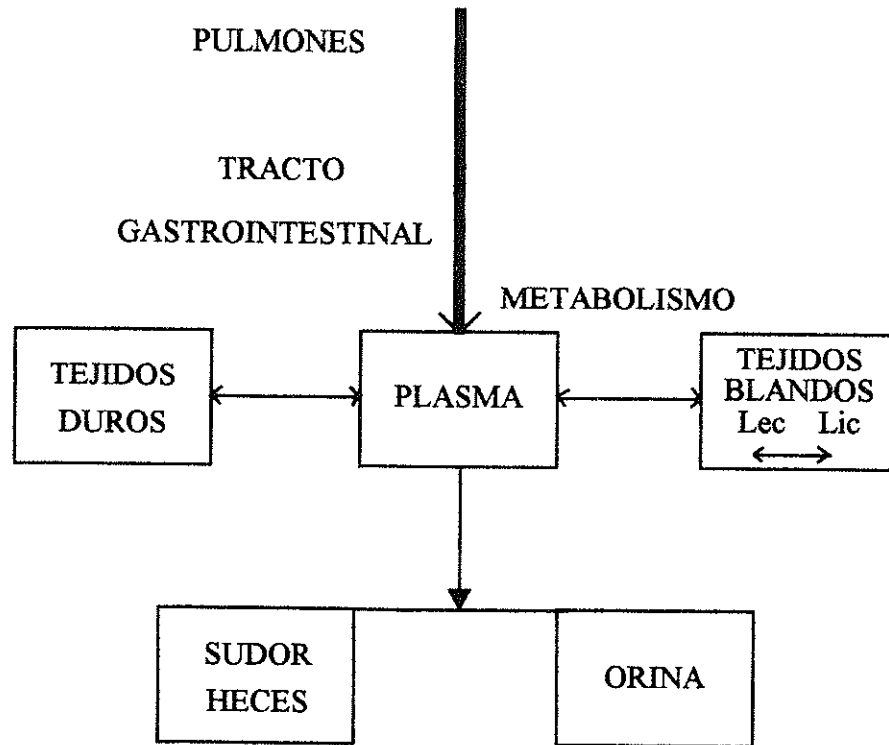 PULMONES
TRACTO
GASTROINTESTINAL
METABOLISMO
TEJIDOS
DUROS
PLASMA
TEJIDOS
BLANDOS
Lec Lic
SUDOR
HECES
ORINA